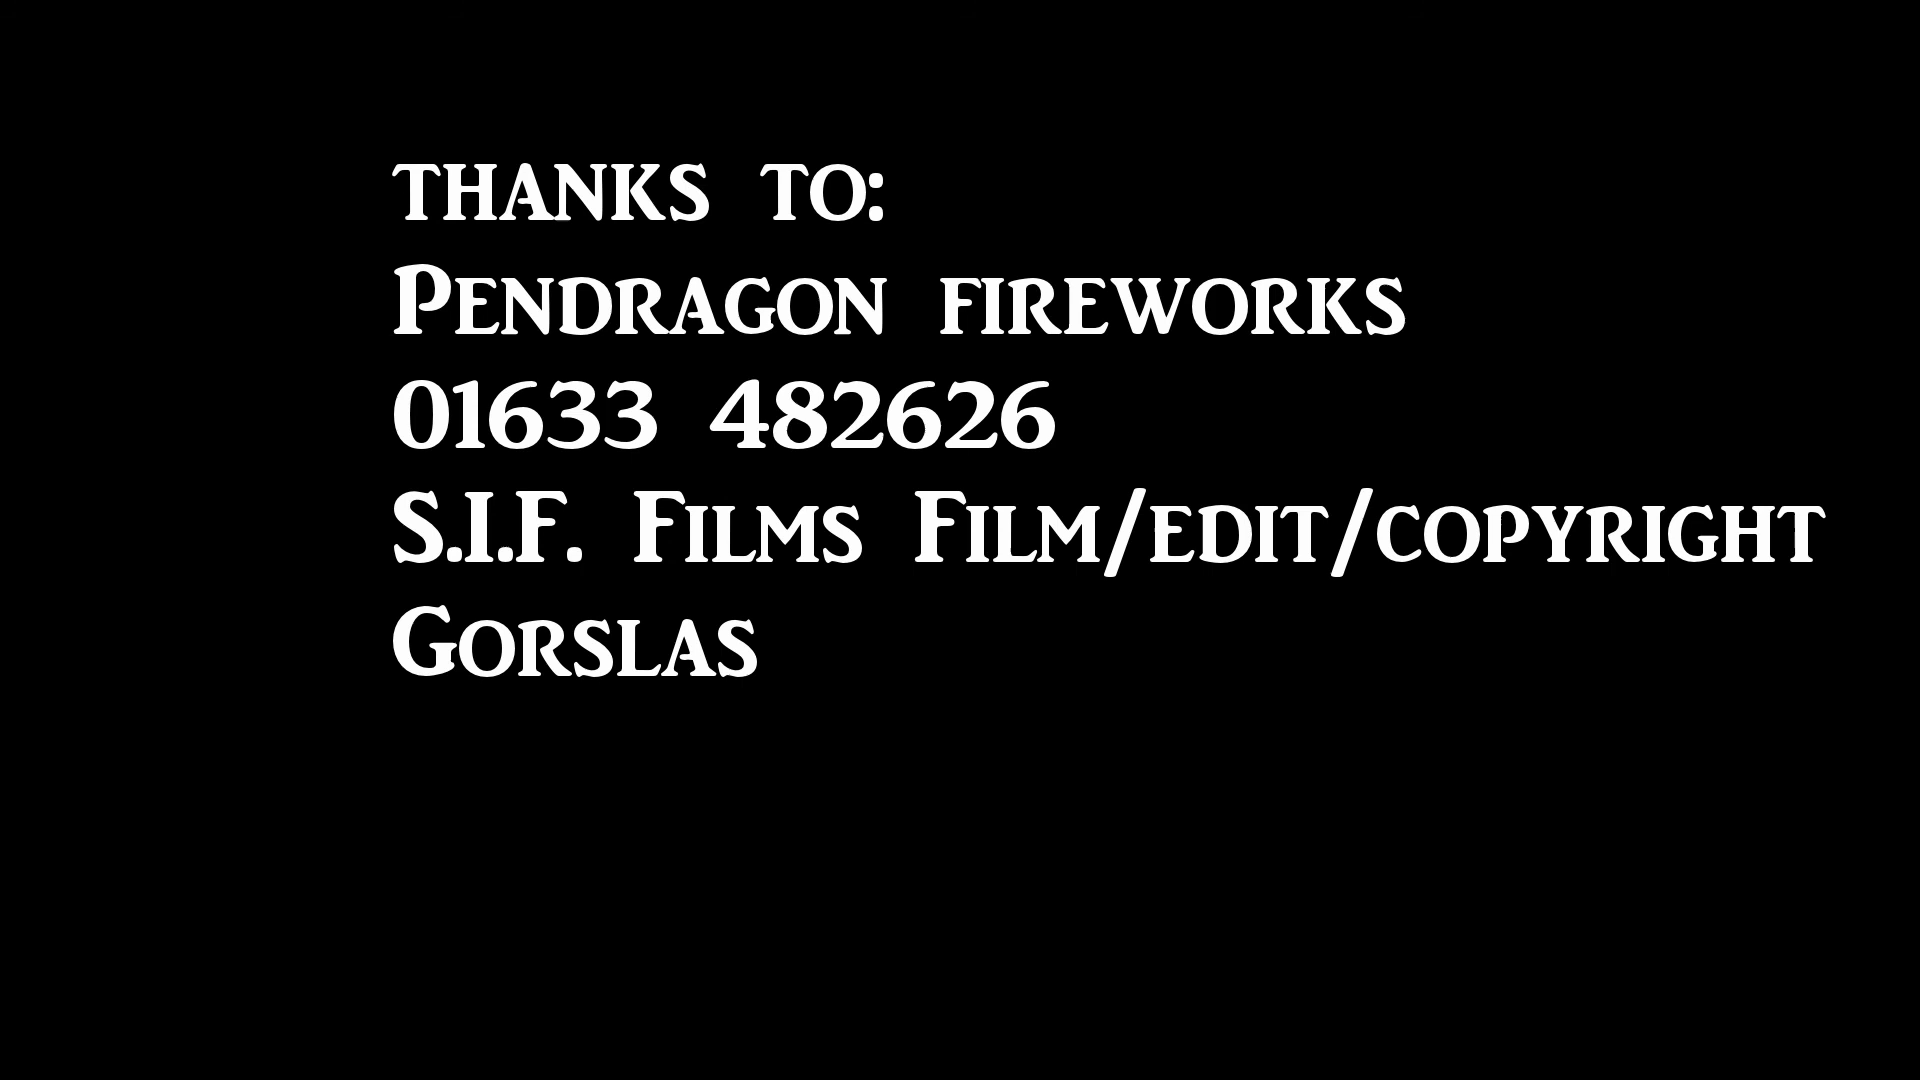 thanks to:
Pendragon fireworks
01633 482626
S.I.F. Films Film/edit/copyright
Gorslas